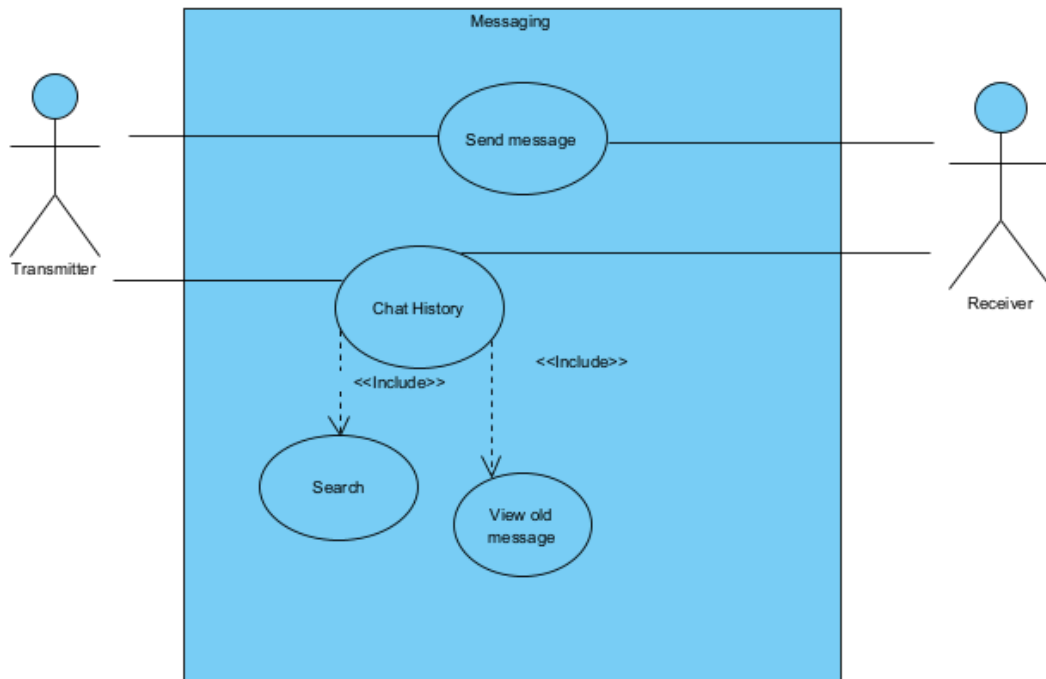 Messaging
Send message
Transmitter
Chat History
Receiver
<<Include>>
<<Include>>
Search
View old
message